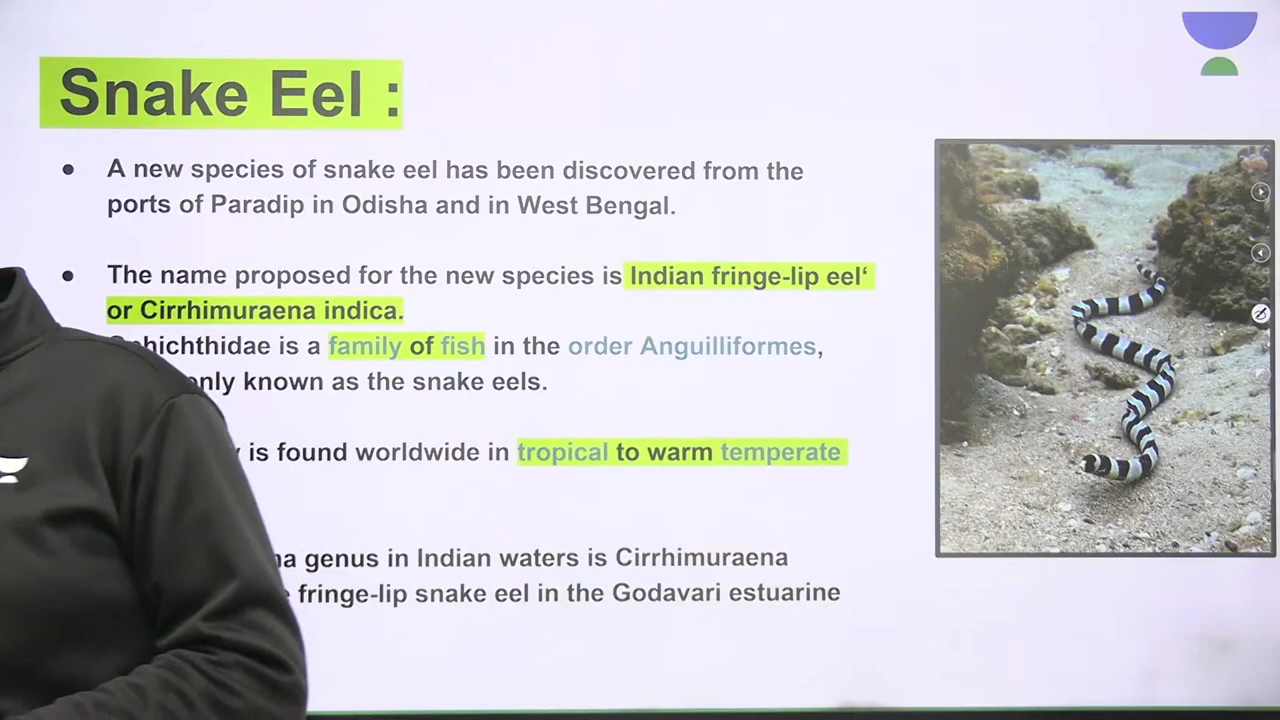 Snake Eel :
● A new species of snake eel has been discovered from the
ports of Paradip in Odisha and in West Bengal.
● The name proposed for the new species is Indian fringe-lip eel‘
or Cirrhimuraena indica.
is a family of fish in the order Anguilliformes,
known as the snake eels.
is found worldwide in tropical to warm temperate
genus in Indian waters is Cirrhimuraena
fringe-lip snake eel in the Godavari estuarine